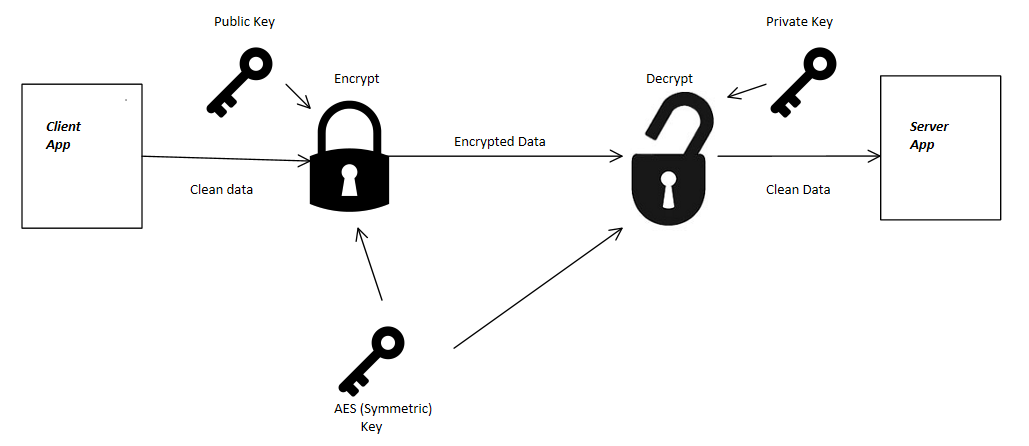 Public Key
Private Key
Encrypt
Decrypt
Client
App
Server
App
Encrypted Data
Clean data
Clean Data
AES (Symmetric)
Key